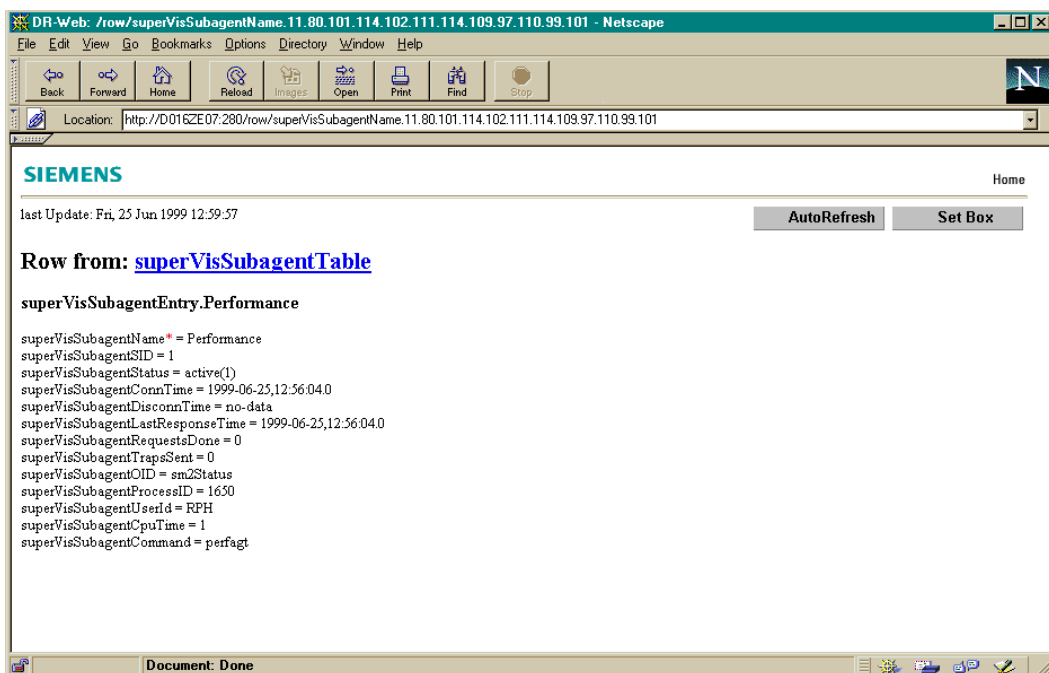 DR-Web: /row/superVisSubagentName.11.80.101.114.102.111.114.109.97.110.99.101 - Netscape
File Edit View Go Bookmarks Options Directory Window Help
Back Forward Home Reload Images Open Print Find Stop
N
Location: http://D016ZE07:280/row/superVisSubagentName.11.80.101.114.102.111.114.109.97.110.99.101
SIEMENS
Home
last Update: Fri, 25 Jun 1999 12:59:57
AutoRefresh Set Box
Row from: superVisSubagentTable
superVisSubagentEntry.Performance
superVisSubagentName* = Performance
superVisSubagentSID = 1
superVisSubagentStatus = active(1)
superVisSubagentConnTime = 1999-06-25,12:56:04.0
superVisSubagentDisconnTime = no-data
superVisSubagentLastResponseTime = 1999-06-25,12:56:04.0
superVisSubagentRequestsDone = 0
superVisSubagentTrapsSent = 0
superVisSubagentOID = sm2Status
superVisSubagentProcessID = 1650
superVisSubagentUserId = RPH
superVisSubagentCpuTime = 1
superVisSubagentCommand = perfagt
Document: Done